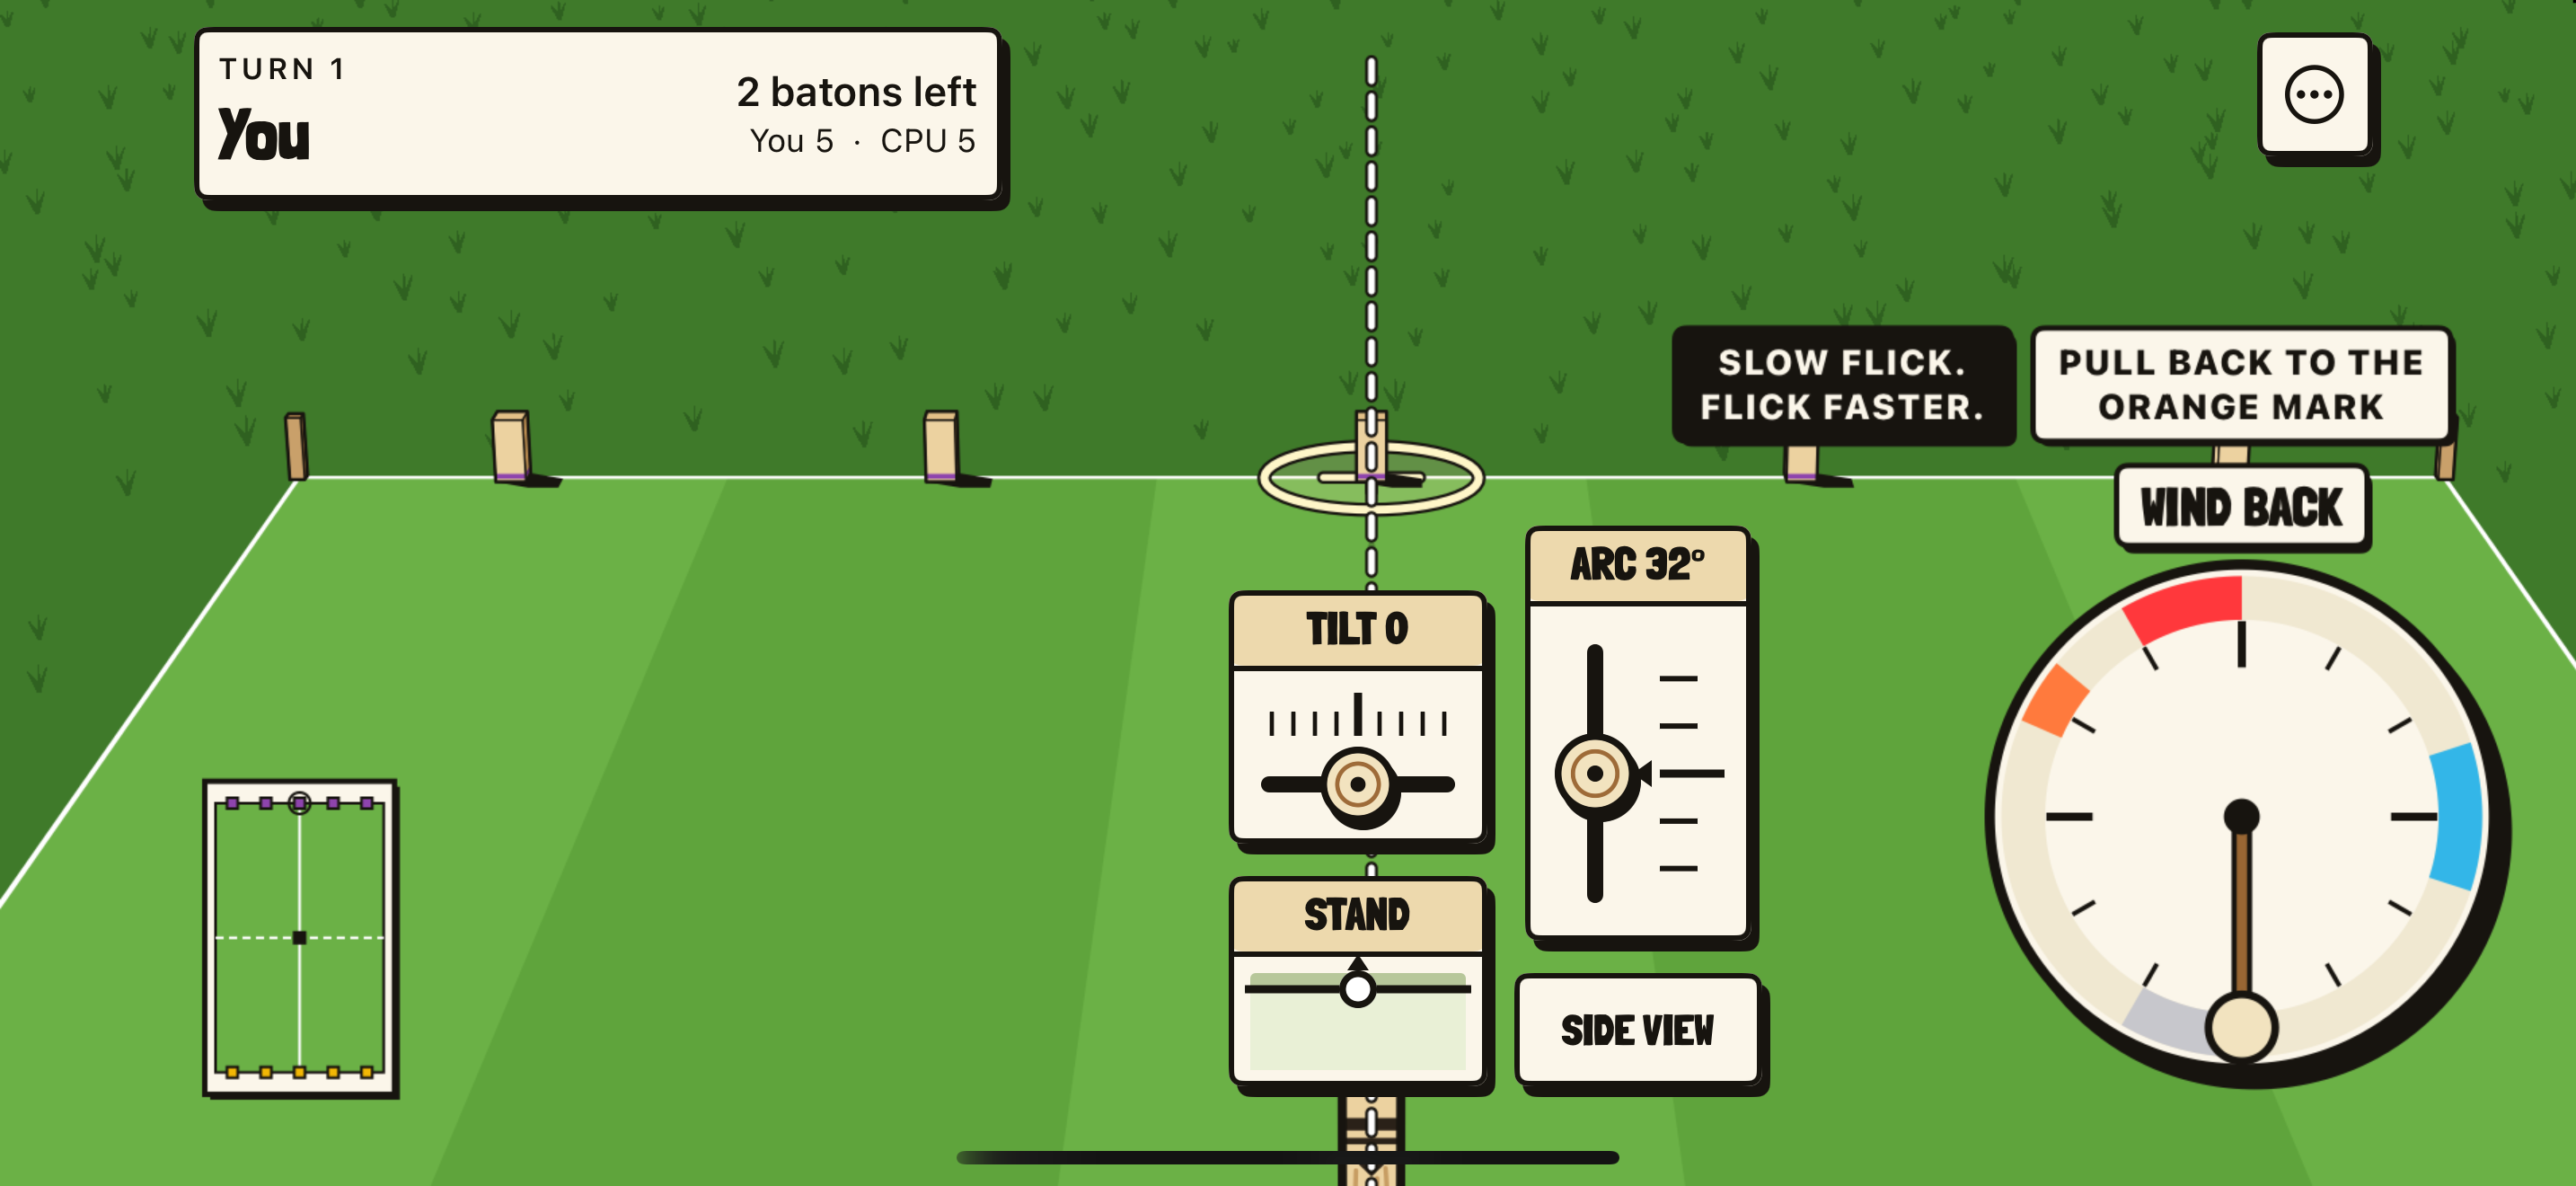 TURN 1
You
2 batons left
You 5 · CPU 5
SLOW FLICK.
FLICK FASTER.
PULL BACK TO THE
ORANGE MARK
WIND BACK
ARC 32°
TILT 0
STAND
SIDE VIEW